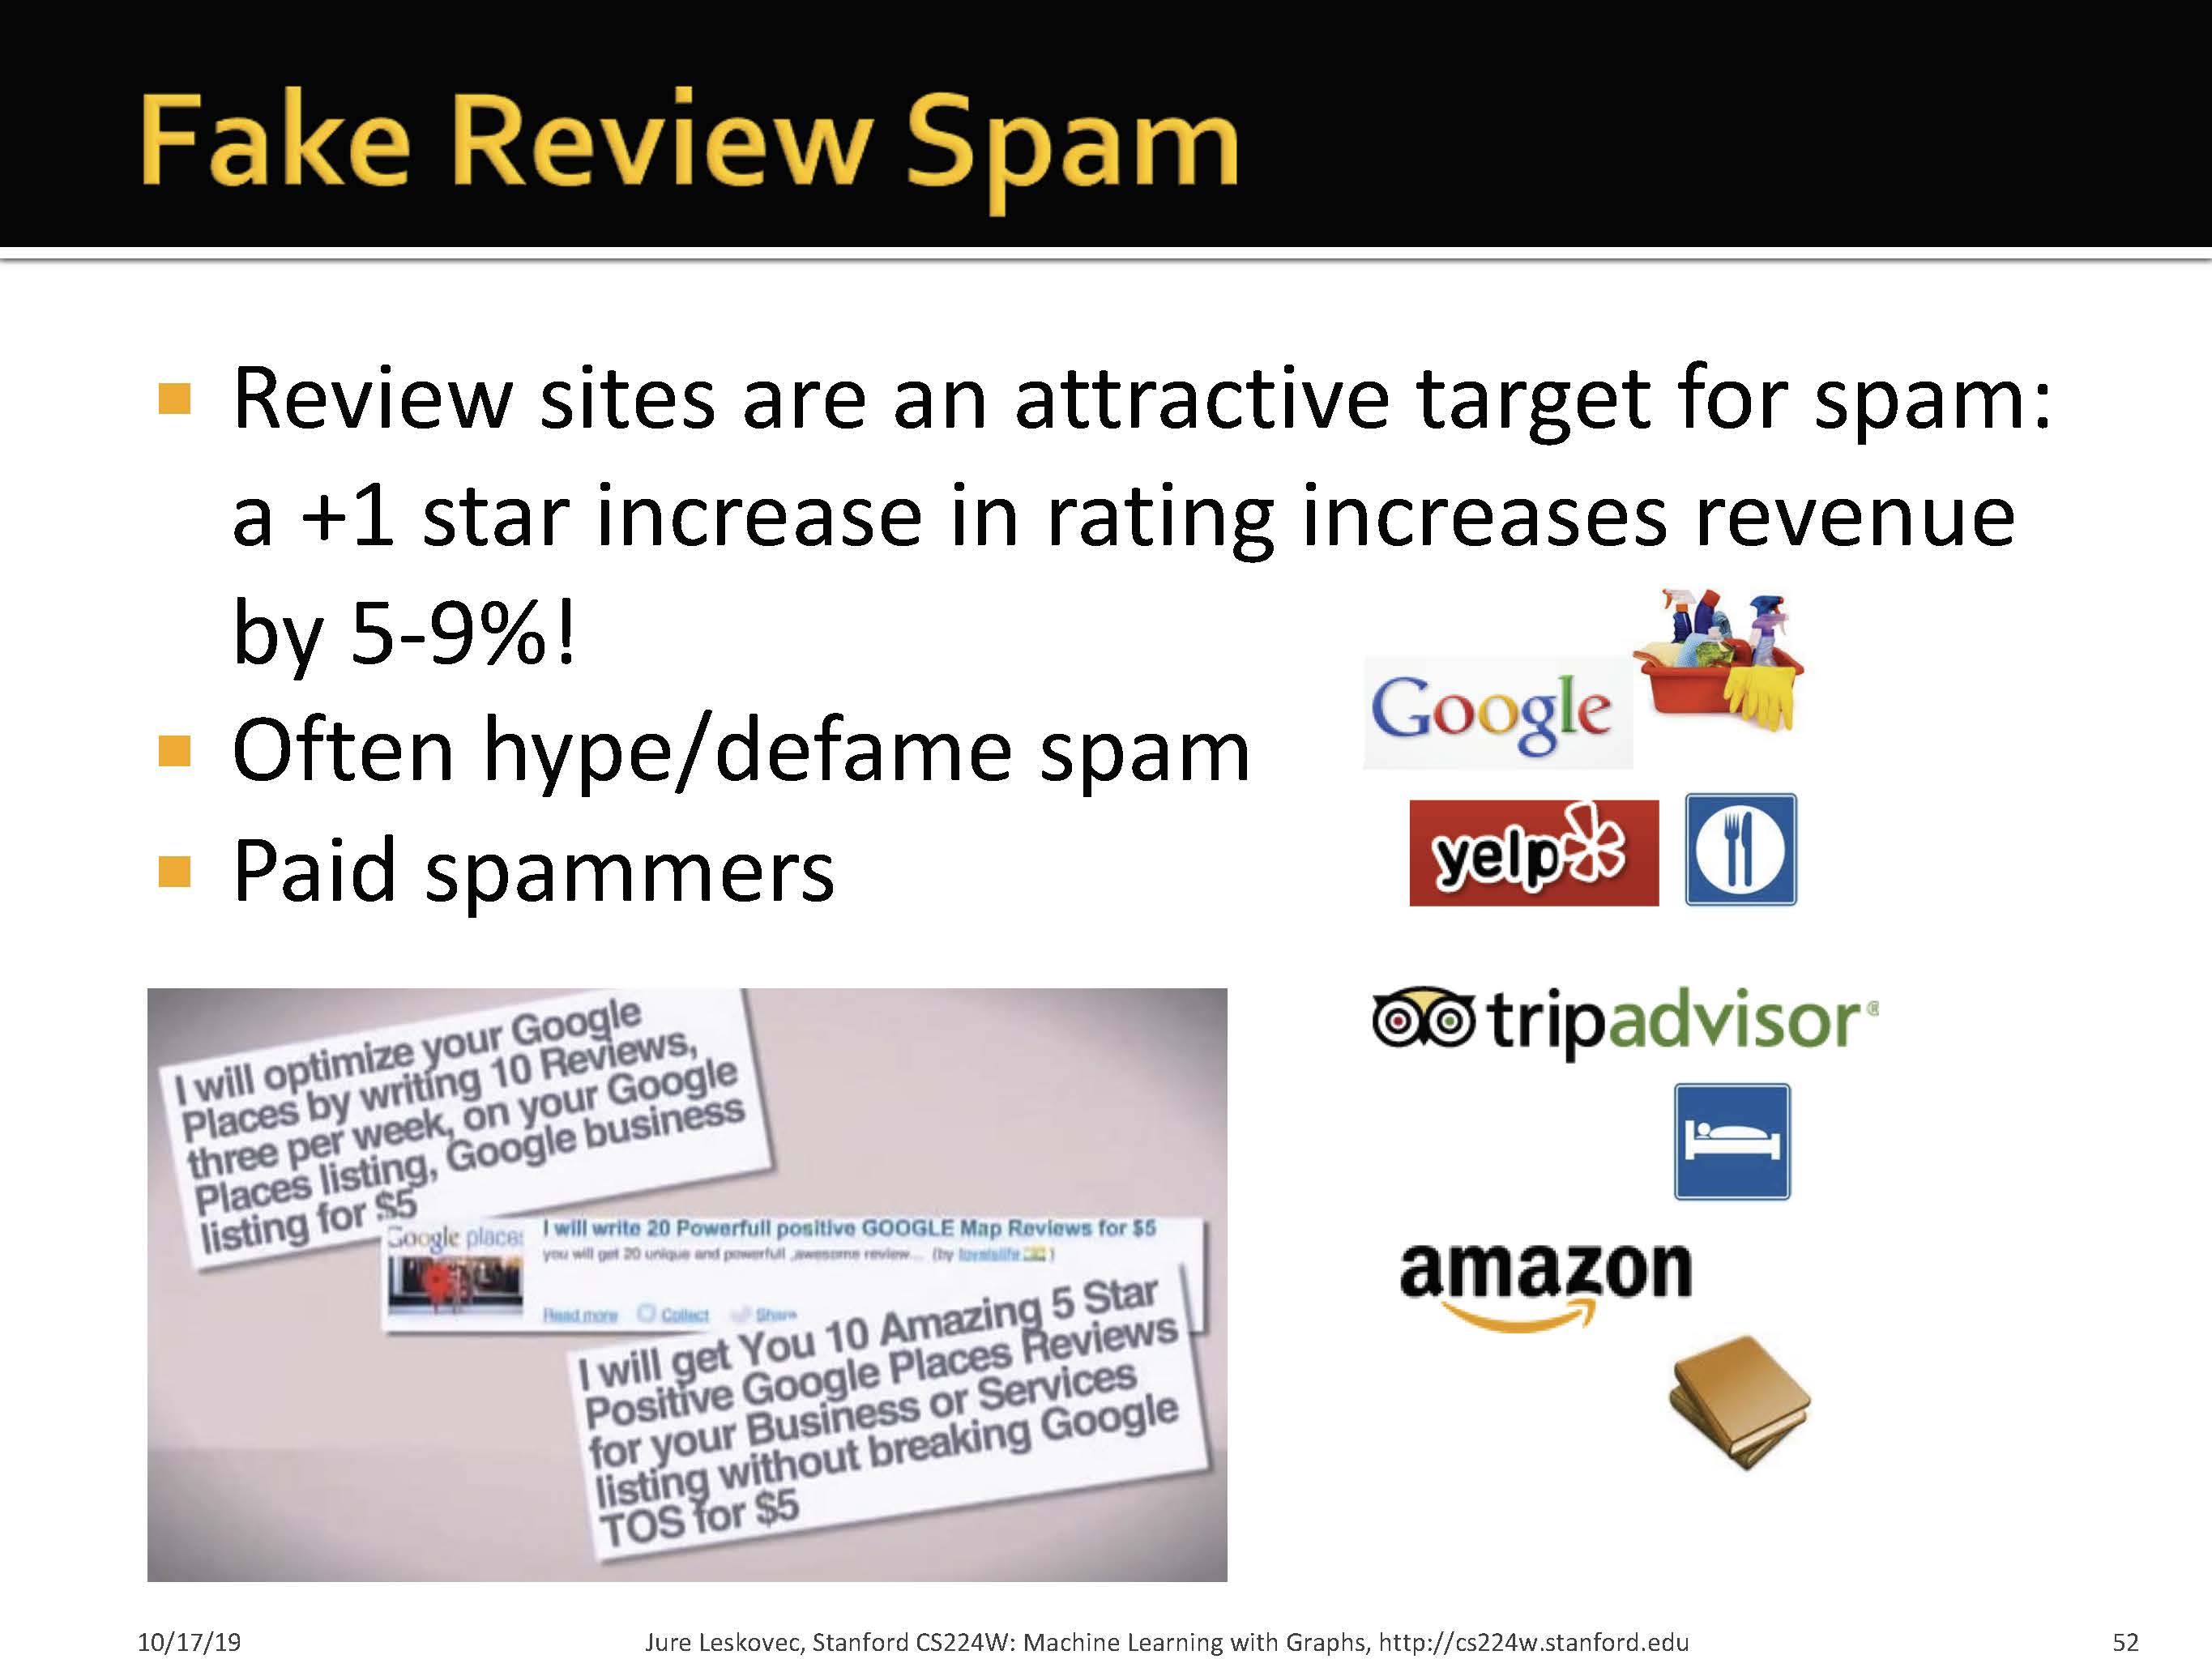 Fake Review Spam
Review sites are an attractive target for spam:
a +1 star increase in rating increases revenue
by 5-9%!
Often hype/defame spam
Paid spammers
Google
yelp
tripadvisor®
amazon
I will optimize your Google
Places by writing 10 Reviews,
three per week, on your Google
Places listing, Google business
listing for $5
Google places
I will write 20 Powerfull positive GOOGLE Map Reviews for $5
you will get 20 unique and powerfull ,awesome review... (by
Read more Collect Share
I will get You 10 Amazing 5 Star
Positive Google Places Reviews
for your Business or Services
listing without breaking Google
TOS for $5
10/17/19
Jure Leskovec, Stanford CS224W: Machine Learning with Graphs, http://cs224w.stanford.edu
52